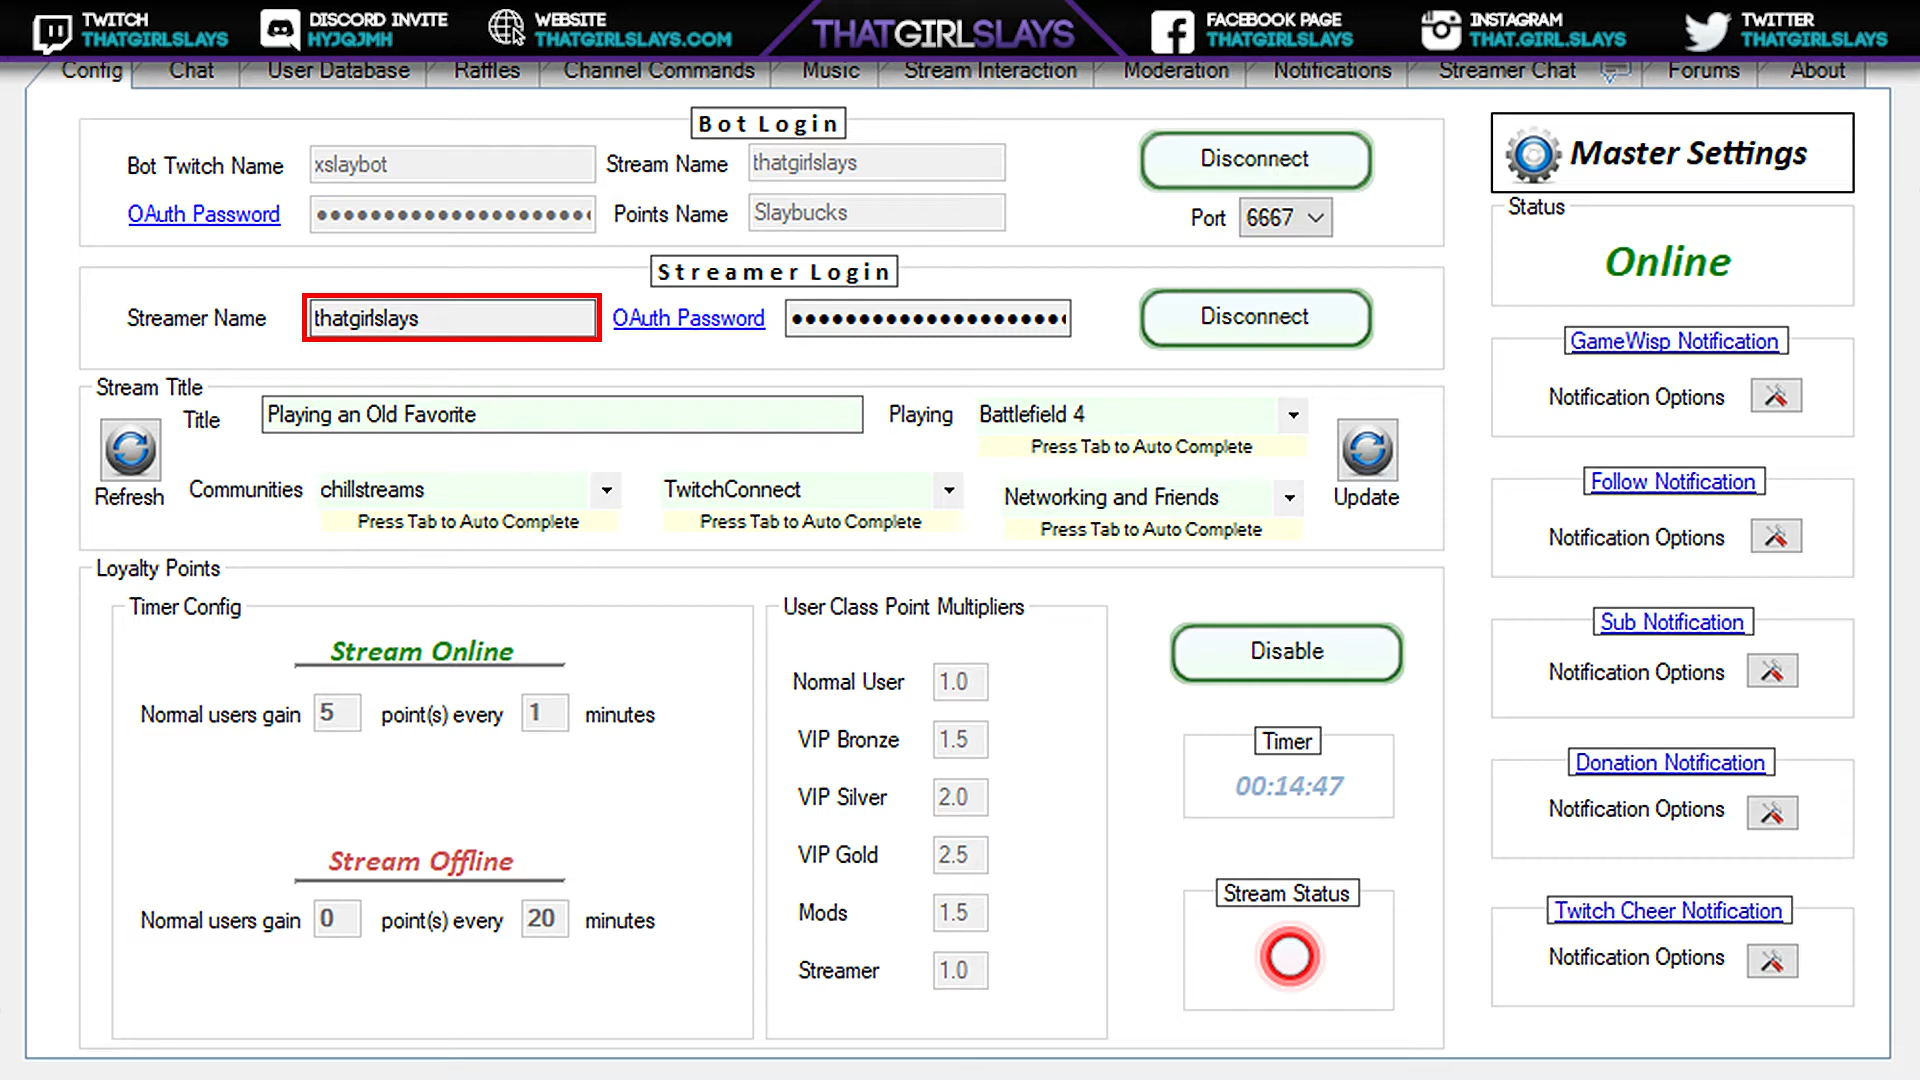 TWITCH
THATGIRLSLAYS
DISCORD INVITE
HYJQJMH
WEBSITE
THATGIRLSLAYS.COM
THATGIRLSLAYS
FACEBOOK PAGE
THATGIRLSLAYS
INSTAGRAM
THAT.GIRL.SLAYS
TWITTER
THATGIRLSLAYS
Config Chat User Database Raffles Channel Commands Music Stream Interaction Moderation Notifications Streamer Chat Forums About
Bot Login
Bot Twitch Name xslaybot Stream Name thatgirlslays Disconnect
OAuth Password ●●●●●●●●●●●●●●●●●●●●● Points Name Slaybucks Port 6667
Streamer Login
Streamer Name thatgirlslays OAuth Password ●●●●●●●●●●●●●●●●●●●●● Disconnect
Stream Title
Title Playing an Old Favorite Playing Battlefield 4
Press Tab to Auto Complete
Refresh Communities chillstreams TwitchConnect Networking and Friends Update
Press Tab to Auto Complete Press Tab to Auto Complete Press Tab to Auto Complete
Loyalty Points
Timer Config
Stream Online
Normal users gain 5 point(s) every 1 minutes
Stream Offline
Normal users gain 0 point(s) every 20 minutes
User Class Point Multipliers
Normal User 1.0
VIP Bronze 1.5
VIP Silver 2.0
VIP Gold 2.5
Mods 1.5
Streamer 1.0
Disable
Timer
00:14:47
Stream Status
Master Settings
Status
Online
GameWisp Notification
Notification Options
Follow Notification
Notification Options
Sub Notification
Notification Options
Donation Notification
Notification Options
Twitch Cheer Notification
Notification Options